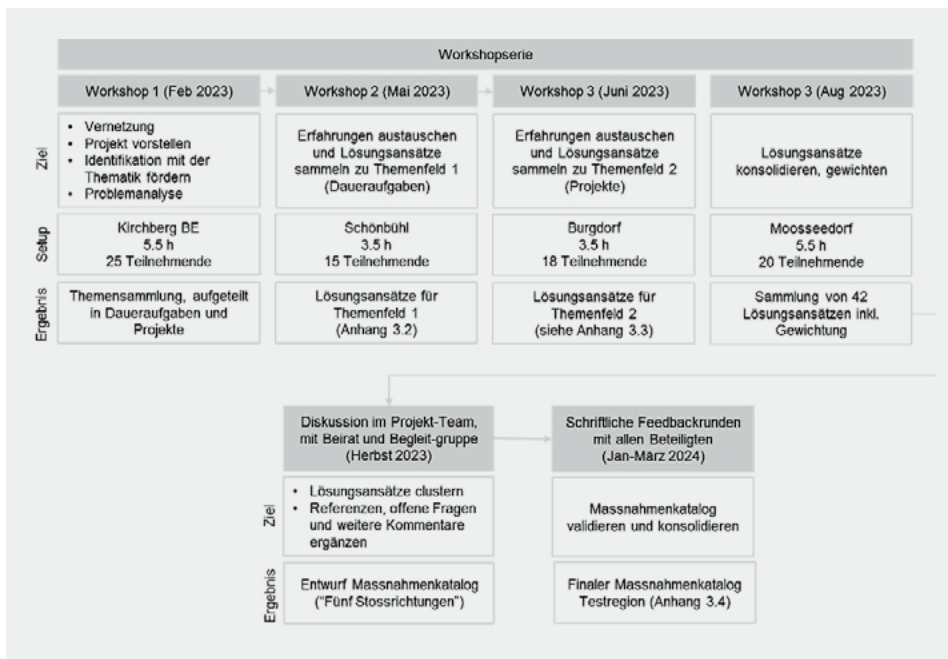 Workshopserie
Workshop 1 (Feb 2023)
Workshop 2 (Mai 2023)
Workshop 3 (Juni 2023)
Workshop 3 (Aug 2023)
Ziel
• Vernetzung
• Projekt vorstellen
• Identifikation mit der
Thematik fördern
• Problemanalyse
Erfahrungen austauschen
und Lösungsansätze
sammeln zu Themenfeld 1
(Daueraufgaben)
Erfahrungen austauschen
und Lösungsansätze
sammeln zu Themenfeld 2
(Projekte)
Lösungsansätze
konsolidieren, gewichten
Setup
Kirchberg BE
5.5 h
25 Teilnehmende
Schönbühl
3.5 h
15 Teilnehmende
Burgdorf
3.5 h
18 Teilnehmende
Moosseedorf
5.5 h
20 Teilnehmende
Ergebnis
Themensammlung, aufgeteilt
in Daueraufgaben und
Projekte
Lösungsansätze für
Themenfeld 1
(Anhang 3.2)
Lösungsansätze für
Themenfeld 2
(siehe Anhang 3.3)
Sammlung von 42
Lösungsansätzen inkl.
Gewichtung
Diskussion im Projekt-Team,
mit Beirat und Begleit-gruppe
(Herbst 2023)
Schriftliche Feedbackrunden
mit allen Beteiligten
(Jan-März 2024)
Ziel
• Lösungsansätze clustern
• Referenzen, offene Fragen
und weitere Kommentare
ergänzen
Massnahmenkatalog
validieren und konsolidieren
Ergebnis
Entwurf Massnahmenkatalog
("Fünf Stossrichtungen")
Finaler Massnahmenkatalog
Testregion (Anhang 3.4)